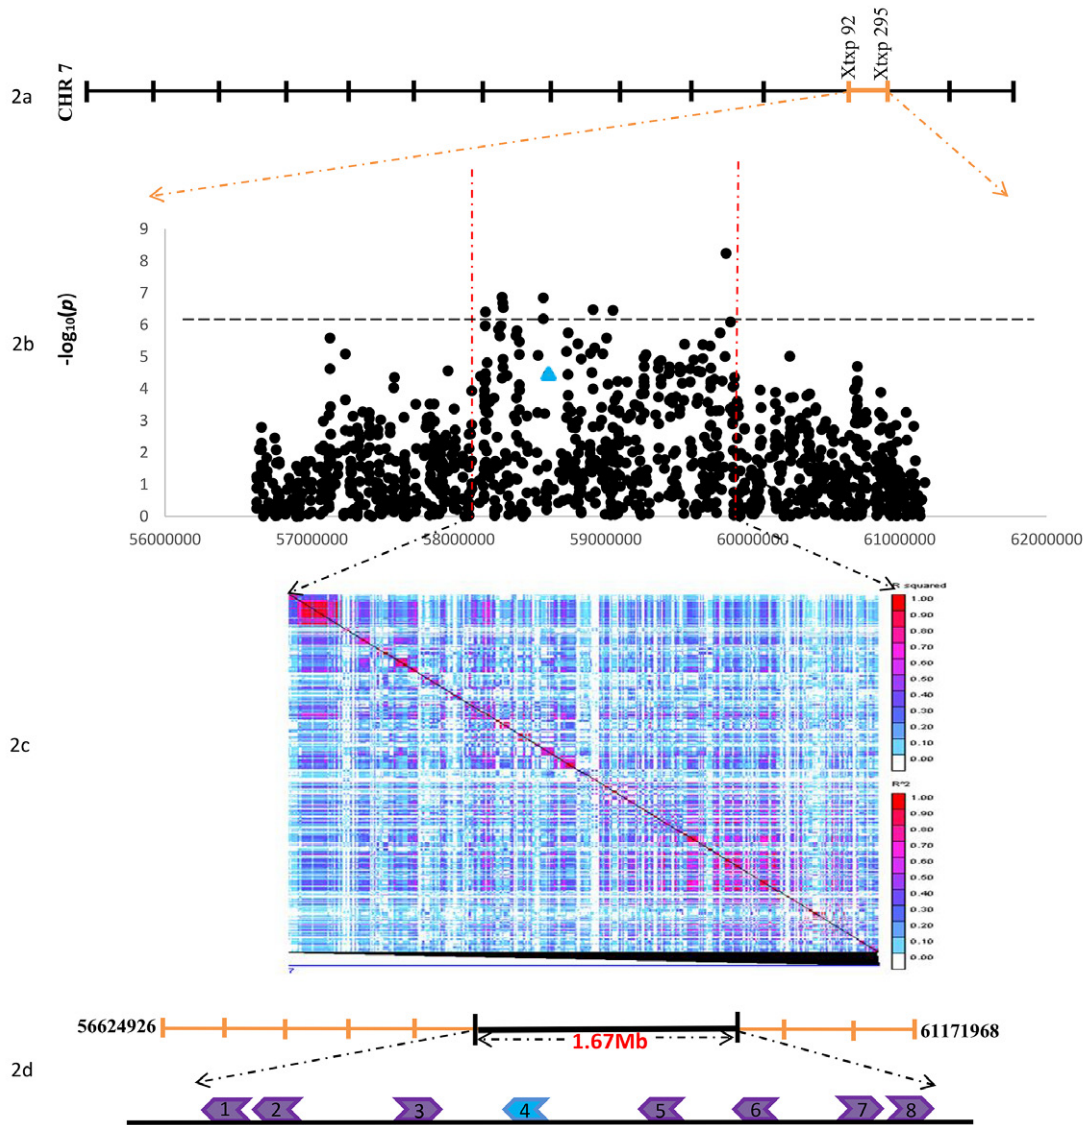 2a
CHR 7
Xtxp 92
Xtxp 295
2b
-log₁₀(p)
9
8
7
6
5
4
3
2
1
0
56000000 57000000 58000000 59000000 60000000 61000000 62000000
2c
R squared
1.00
0.90
0.80
0.70
0.60
0.50
0.40
0.30
0.20
0.10
0.00
R^2
1.00
0.90
0.80
0.70
0.60
0.50
0.40
0.30
0.20
0.10
0.00
7
2d
56624926
1.67Mb
61171968
1 2 3 4 5 6 7 8